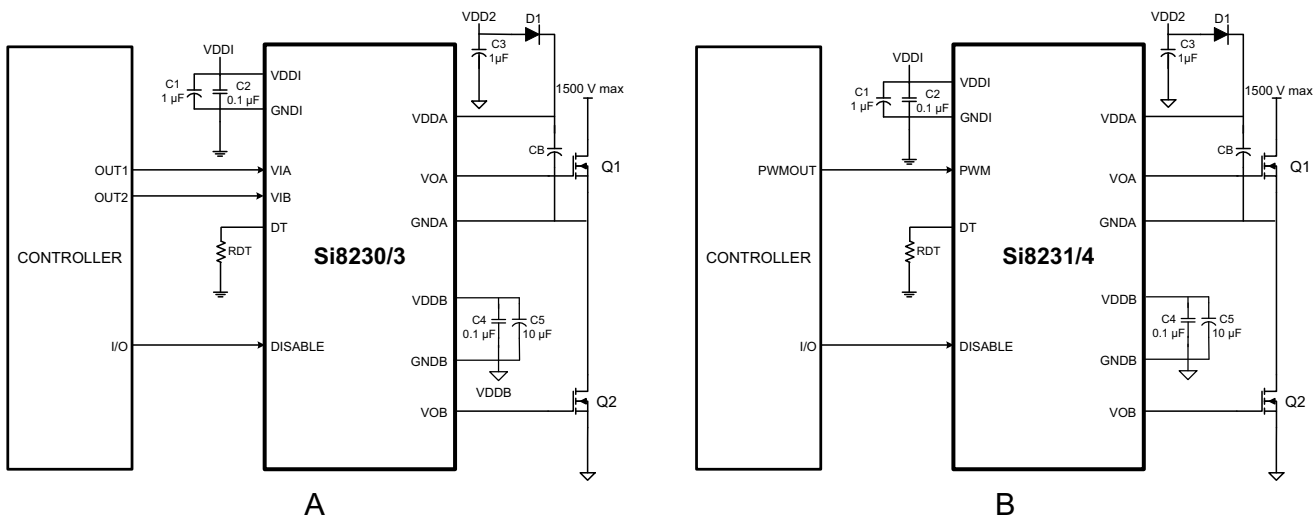 VDD2
D1
C3
1µF
VDDI
VDDI
C1
1 µF
C2
0.1 µF
GNDI
1500 V max
VDDA
CB
Q1
OUT1
VIA
VOA
OUT2
VIB
GNDA
DT
RDT
CONTROLLER
Si8230/3
VDDB
C4
0.1 µF
C5
10 µF
I/O
DISABLE
GNDB
VDDB
Q2
VOB
A
VDD2
D1
C3
1µF
VDDI
VDDI
C1
1 µF
C2
0.1 µF
GNDI
1500 V max
VDDA
CB
Q1
PWMOUT
PWM
VOA
GNDA
DT
RDT
CONTROLLER
Si8231/4
VDDB
C4
0.1 µF
C5
10 µF
I/O
DISABLE
GNDB
Q2
VOB
B